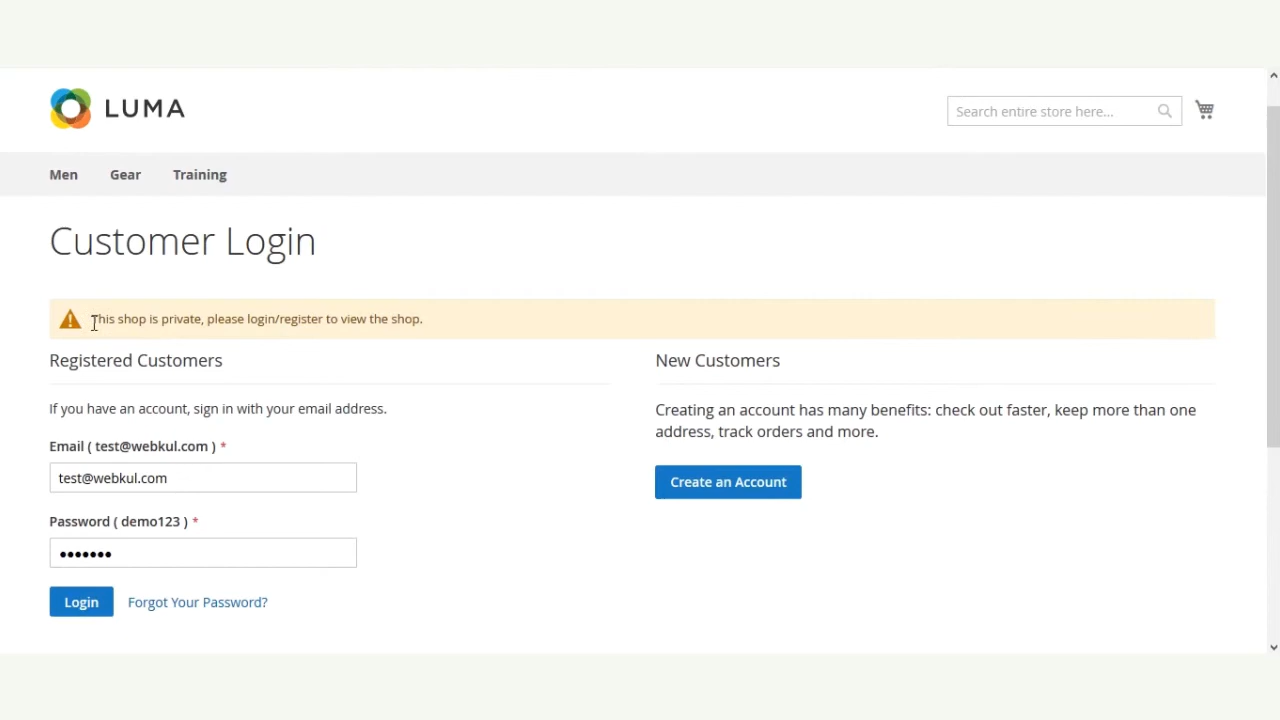 LUMA
Search entire store here...
Men Gear Training
Customer Login
This shop is private, please login/register to view the shop.
Registered Customers
If you have an account, sign in with your email address.
Email ( test@webkul.com ) *
test@webkul.com
Password ( demo123 ) *
•••••••
Login Forgot Your Password?
New Customers
Creating an account has many benefits: check out faster, keep more than one
address, track orders and more.
Create an Account